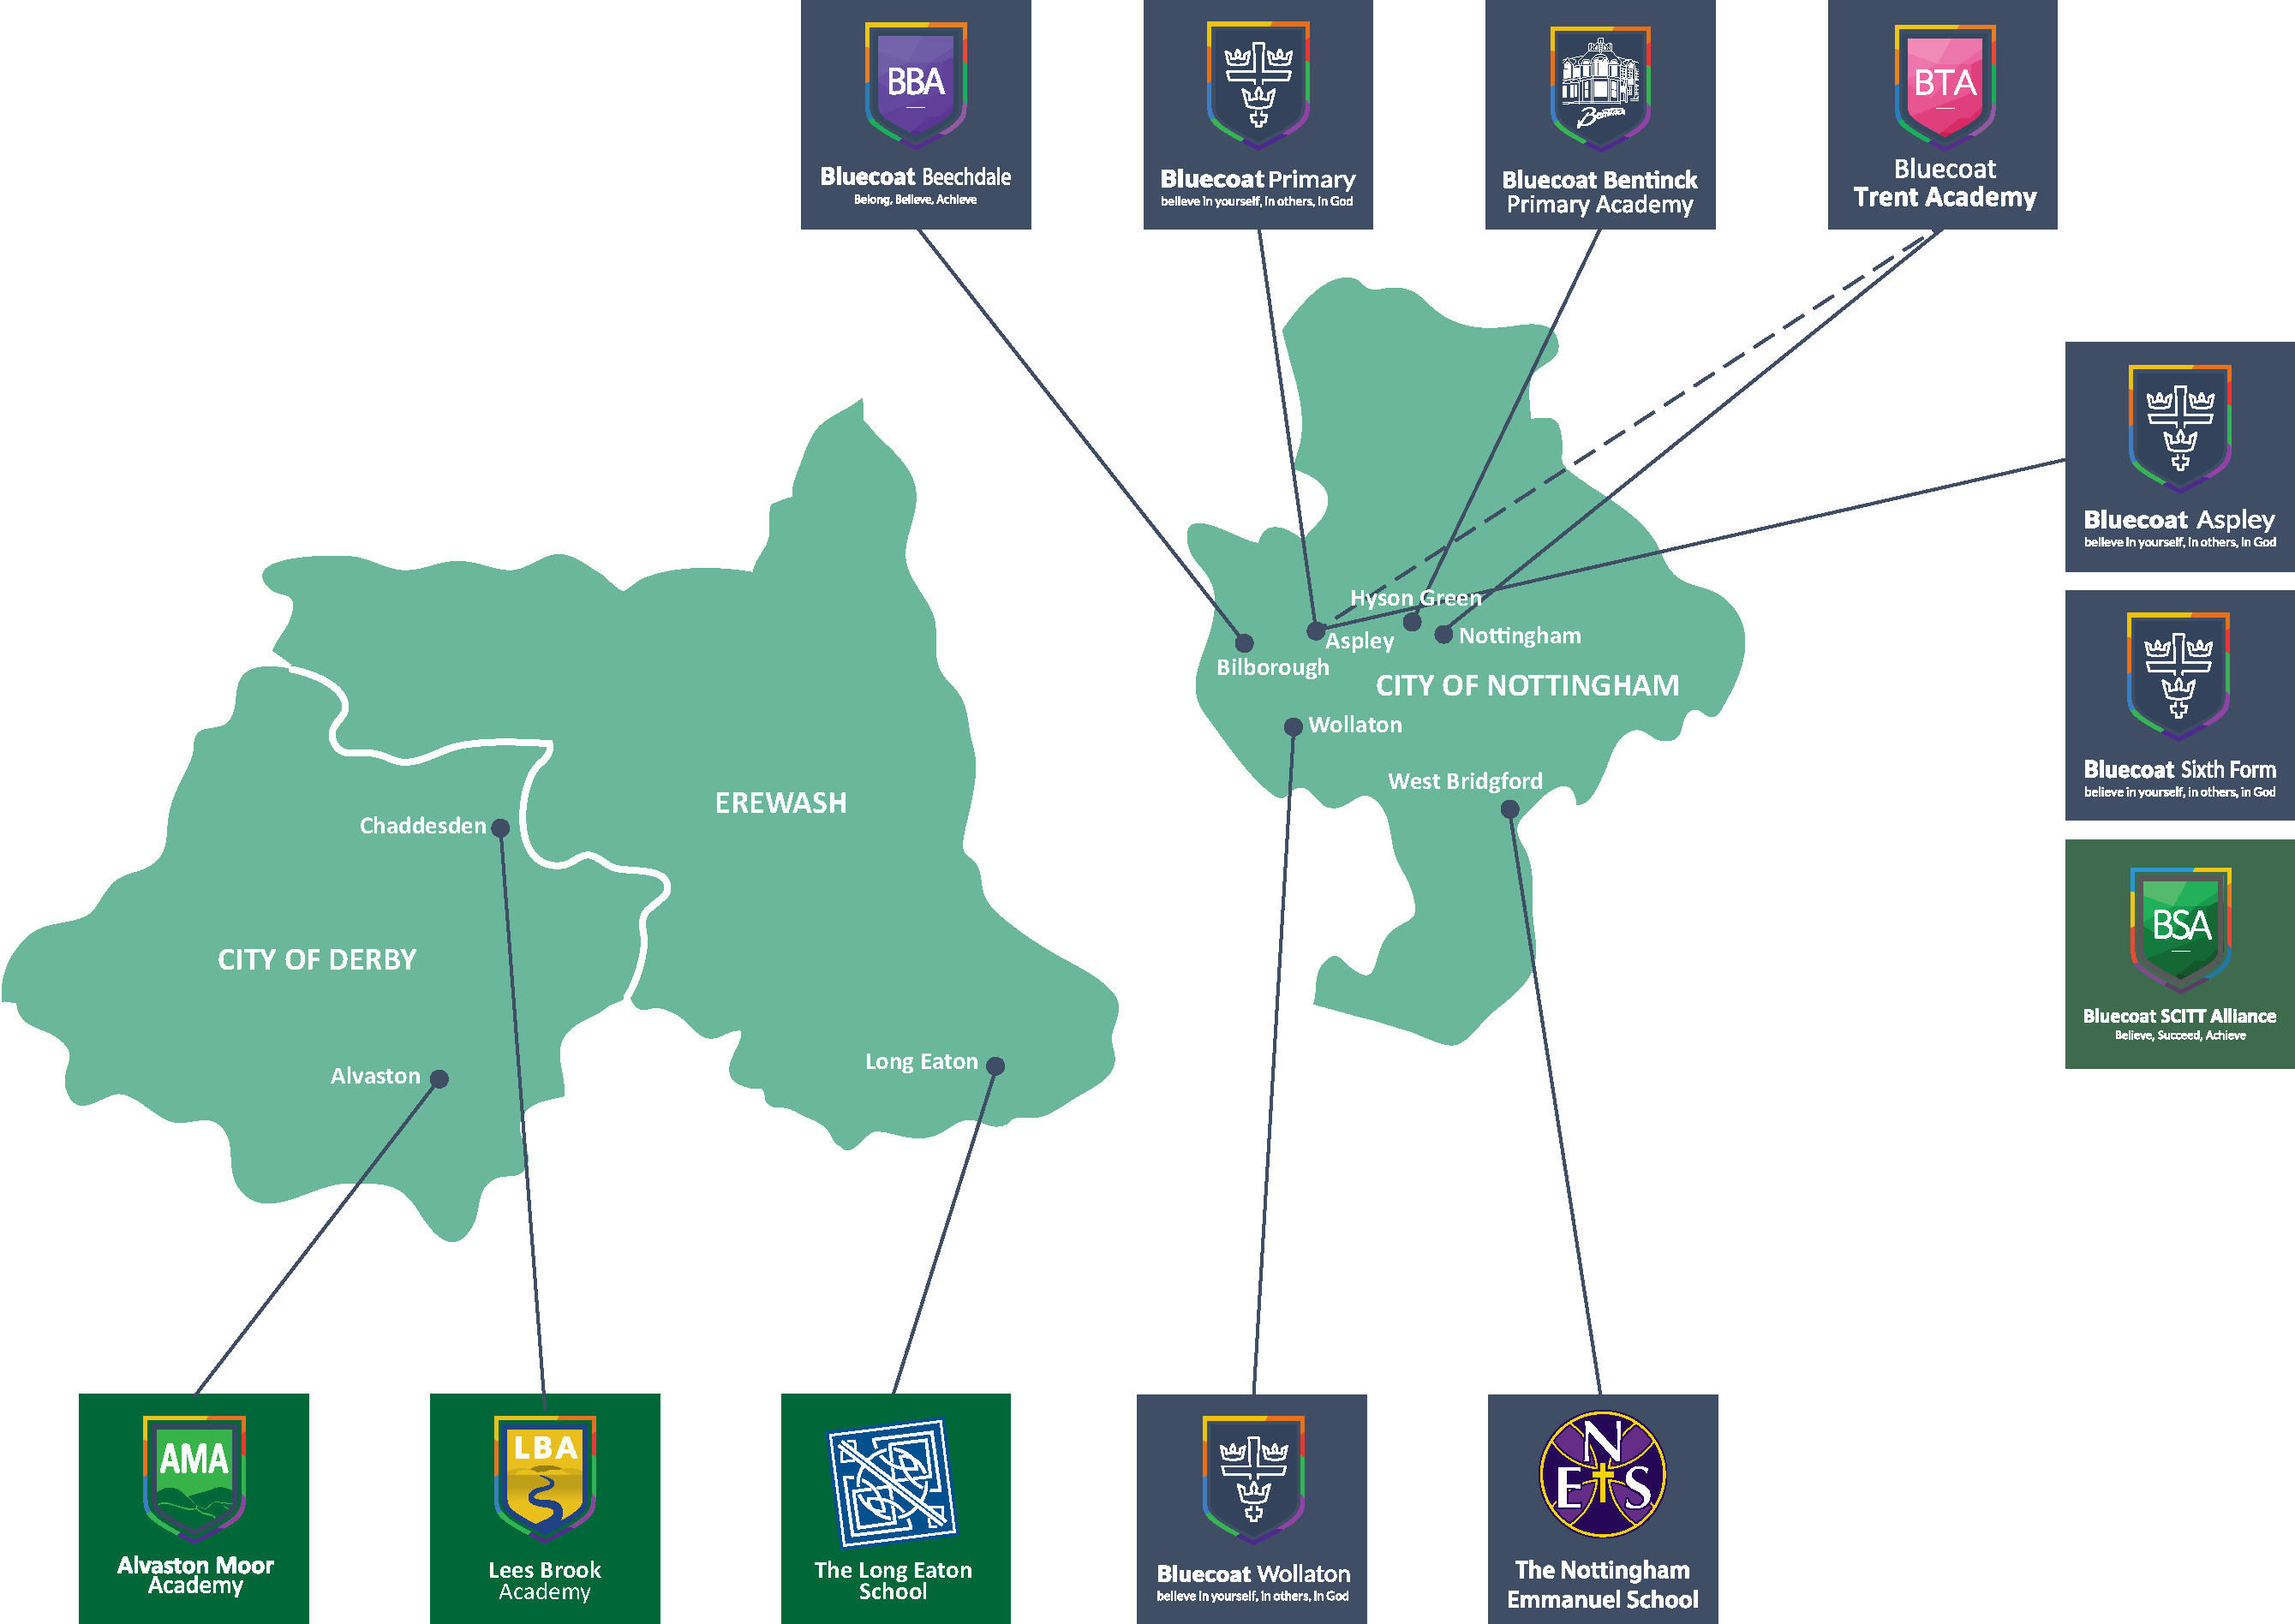 BBA
Bluecoat Beechdale
Belong, Believe, Achieve
Bluecoat Primary
believe in yourself, in others, in God
Bluecoat Bentinck
Primary Academy
BTA
Bluecoat
Trent Academy
Bluecoat Aspley
believe in yourself, in others, in God
Bluecoat Sixth Form
believe in yourself, in others, in God
BSA
Bluecoat SCITT Alliance
Believe, Succeed, Achieve
Hyson Green
Aspley
Nottingham
Bilborough
CITY OF NOTTINGHAM
Wollaton
West Bridgford
EREWASH
Chaddesden
CITY OF DERBY
Long Eaton
Alvaston
AMA
Alvaston Moor
Academy
LBA
Lees Brook
Academy
The Long Eaton
School
Bluecoat Wollaton
believe in yourself, in others, in God
N
E S
The Nottingham
Emmanuel School